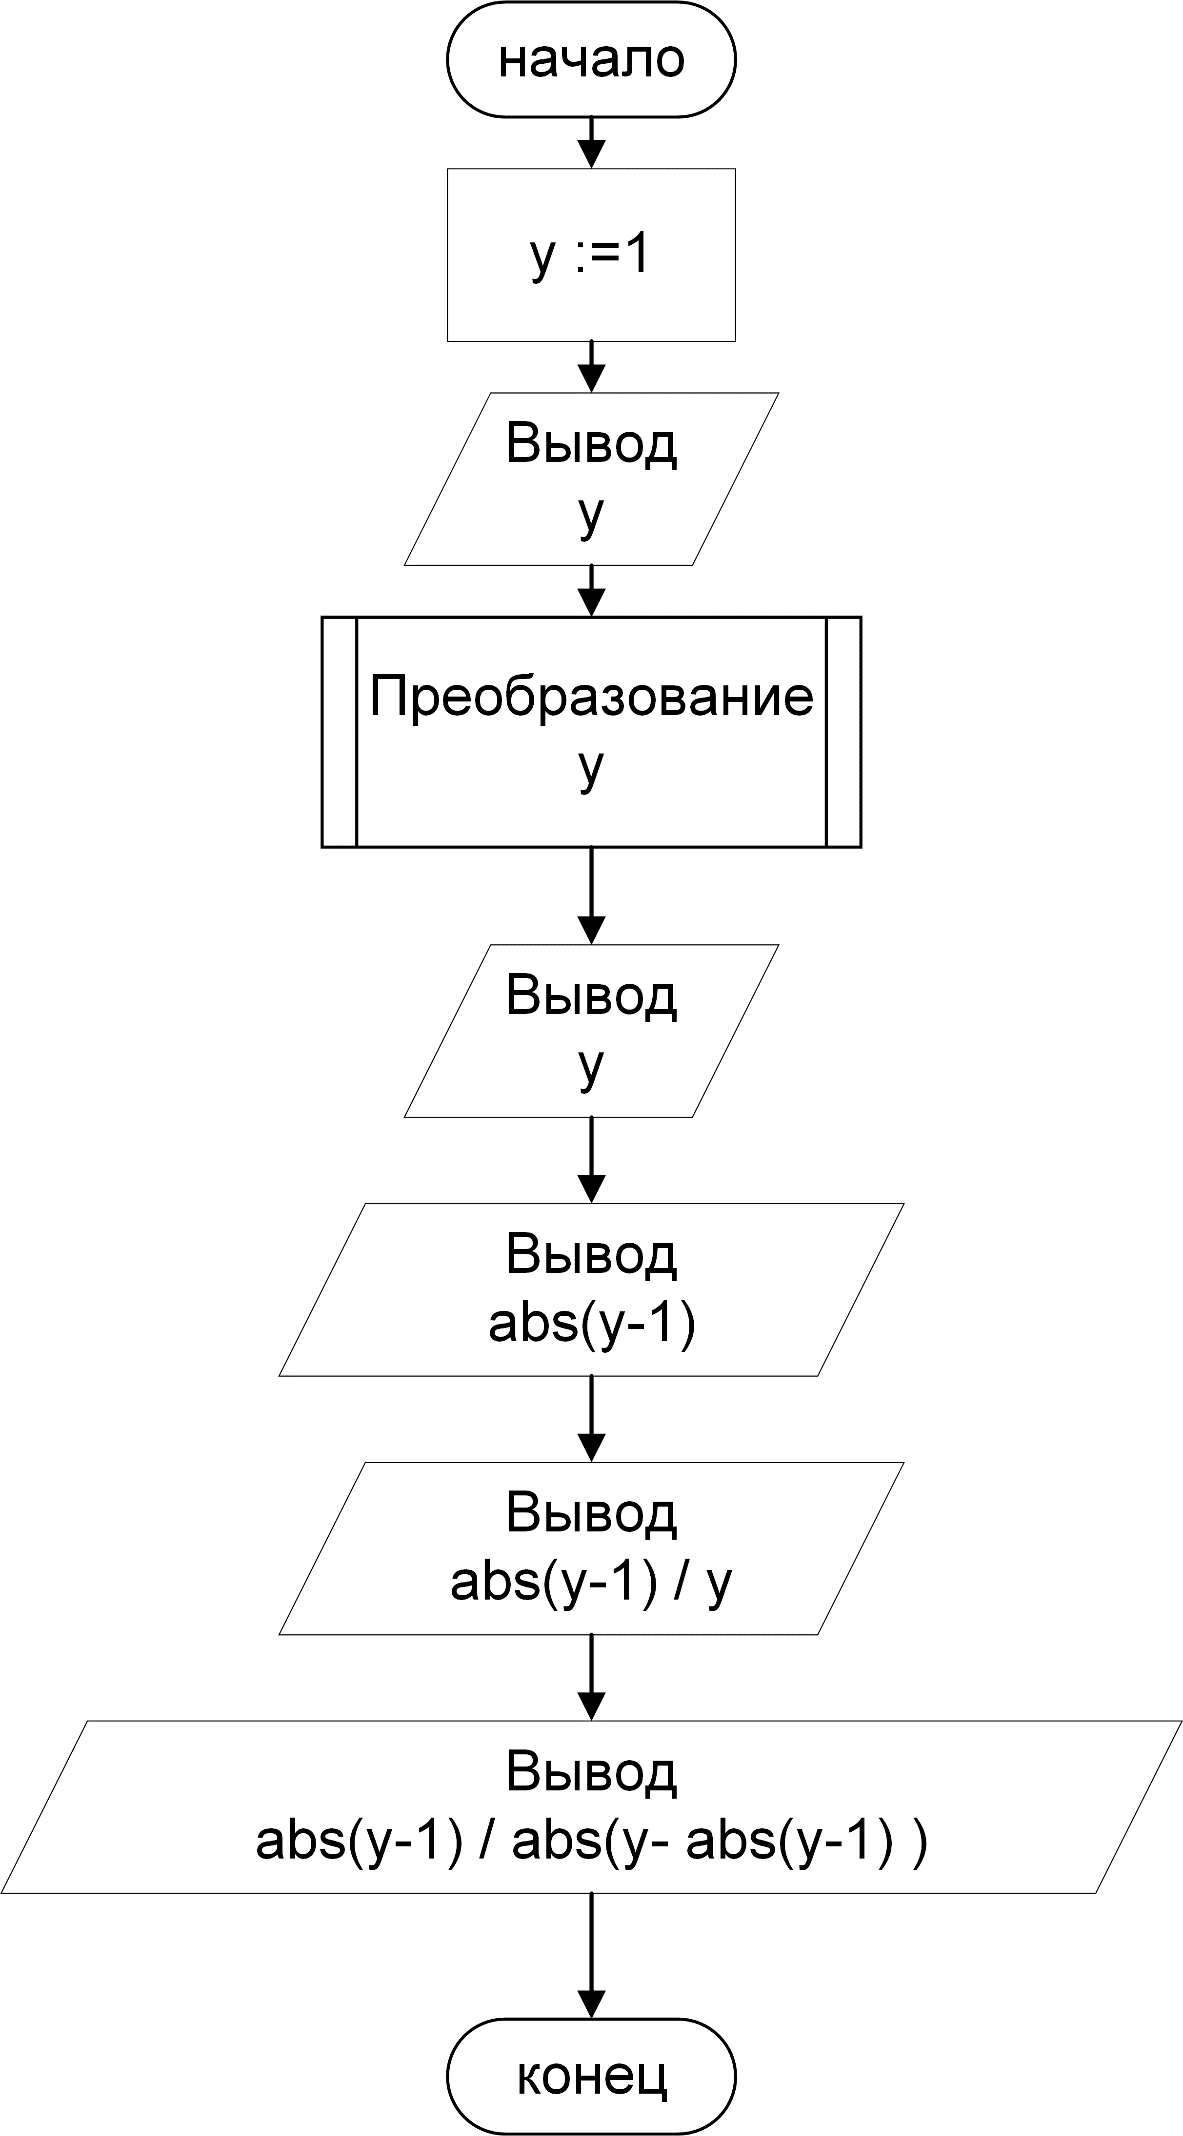 начало
y :=1
Вывод
y
Преобразование
y
Вывод
y
Вывод
abs(y-1)
Вывод
abs(y-1) / y
Вывод
abs(y-1) / abs(y- abs(y-1) )
конец